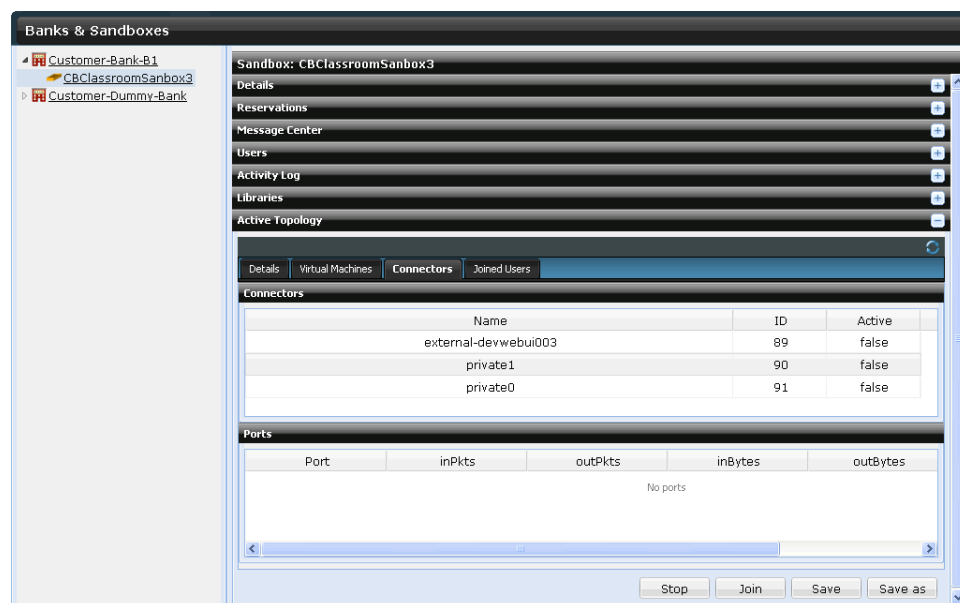 Banks & Sandboxes
Customer-Bank-B1
CBClassroomSanbox3
Customer-Dummy-Bank
Sandbox: CBClassroomSanbox3
Details
Reservations
Message Center
Users
Activity Log
Libraries
Active Topology
Details Virtual Machines Connectors Joined Users
Connectors
Name ID Active
external-devwebui003 89 false
private1 90 false
private0 91 false
Ports
Port inPkts outPkts inBytes outBytes
No ports
Stop Join Save Save as